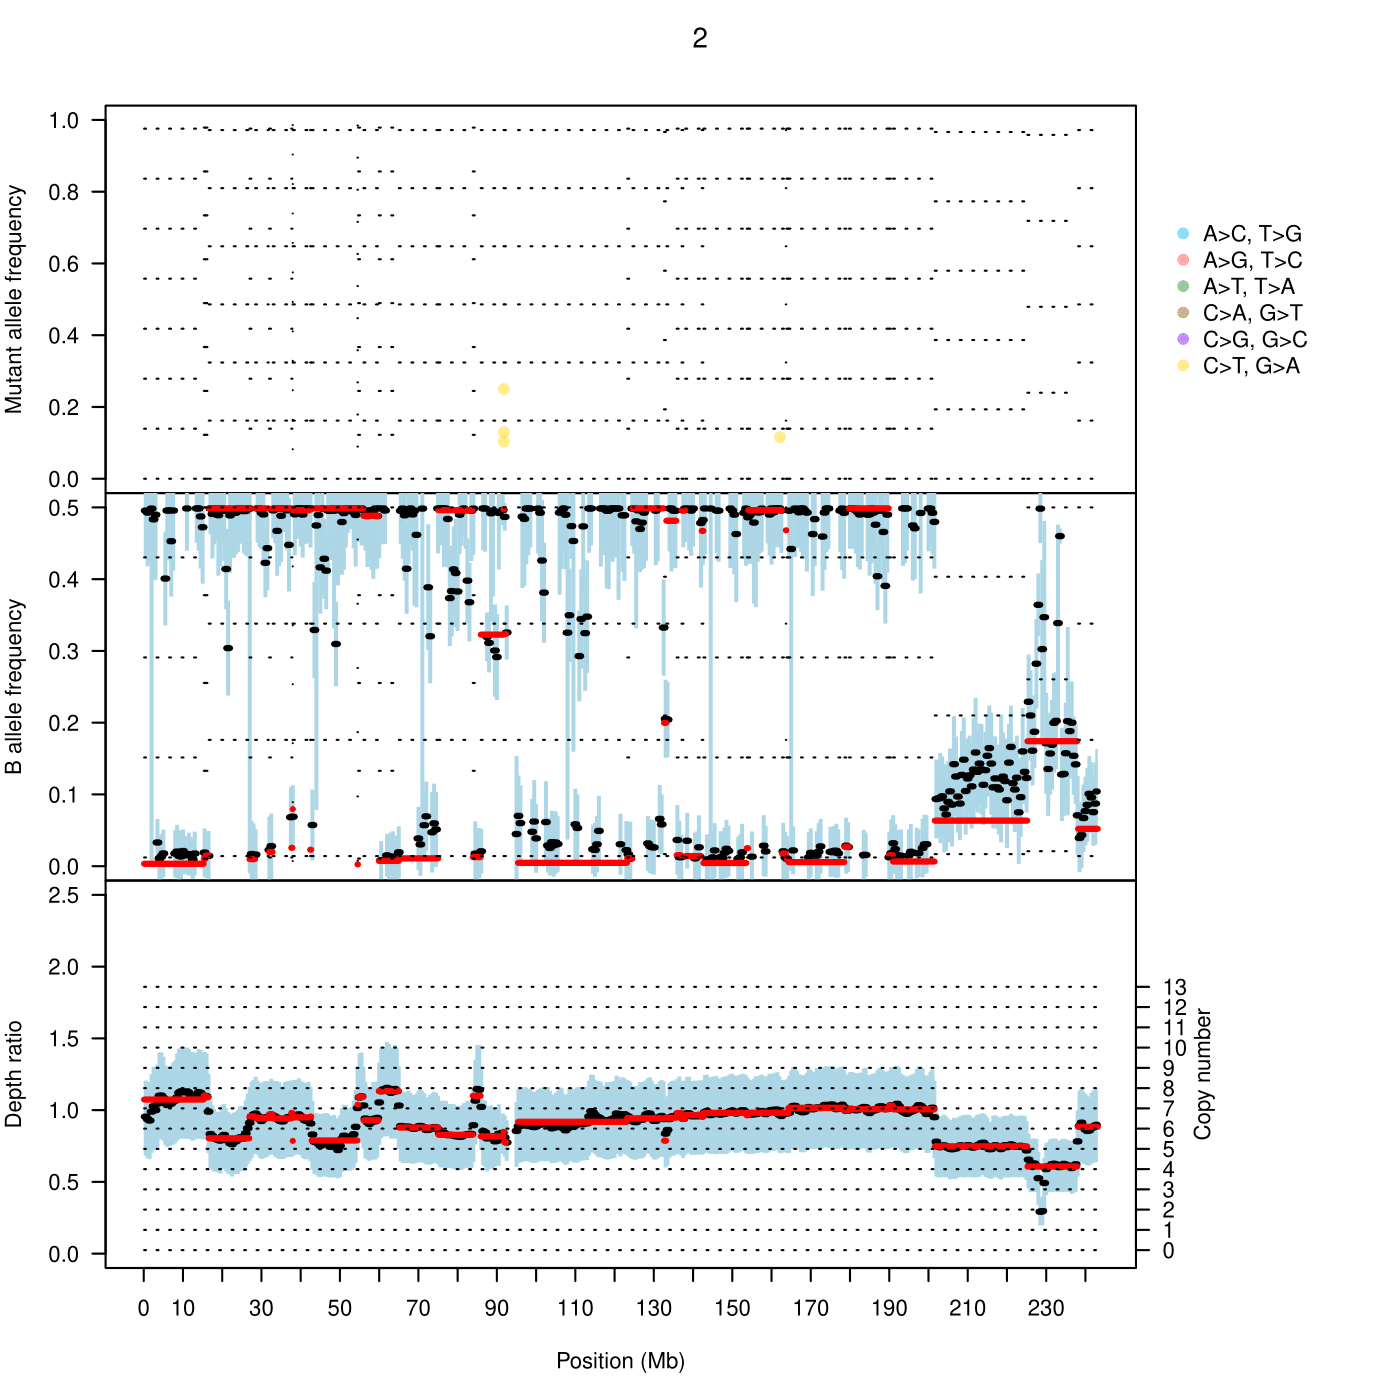 2
Mutant allele frequency
1.0
0.8
0.6
0.4
0.2
0.0
A>C, T>G
A>G, T>C
A>T, T>A
C>A, G>T
C>G, G>C
C>T, G>A
B allele frequency
0.5
0.4
0.3
0.2
0.1
0.0
Depth ratio
2.5
2.0
1.5
1.0
0.5
0.0
13
12
11
10
9
8
7
6
5
4
3
2
1
0
Copy number
0 10 30 50 70 90 110 130 150 170 190 210 230
Position (Mb)